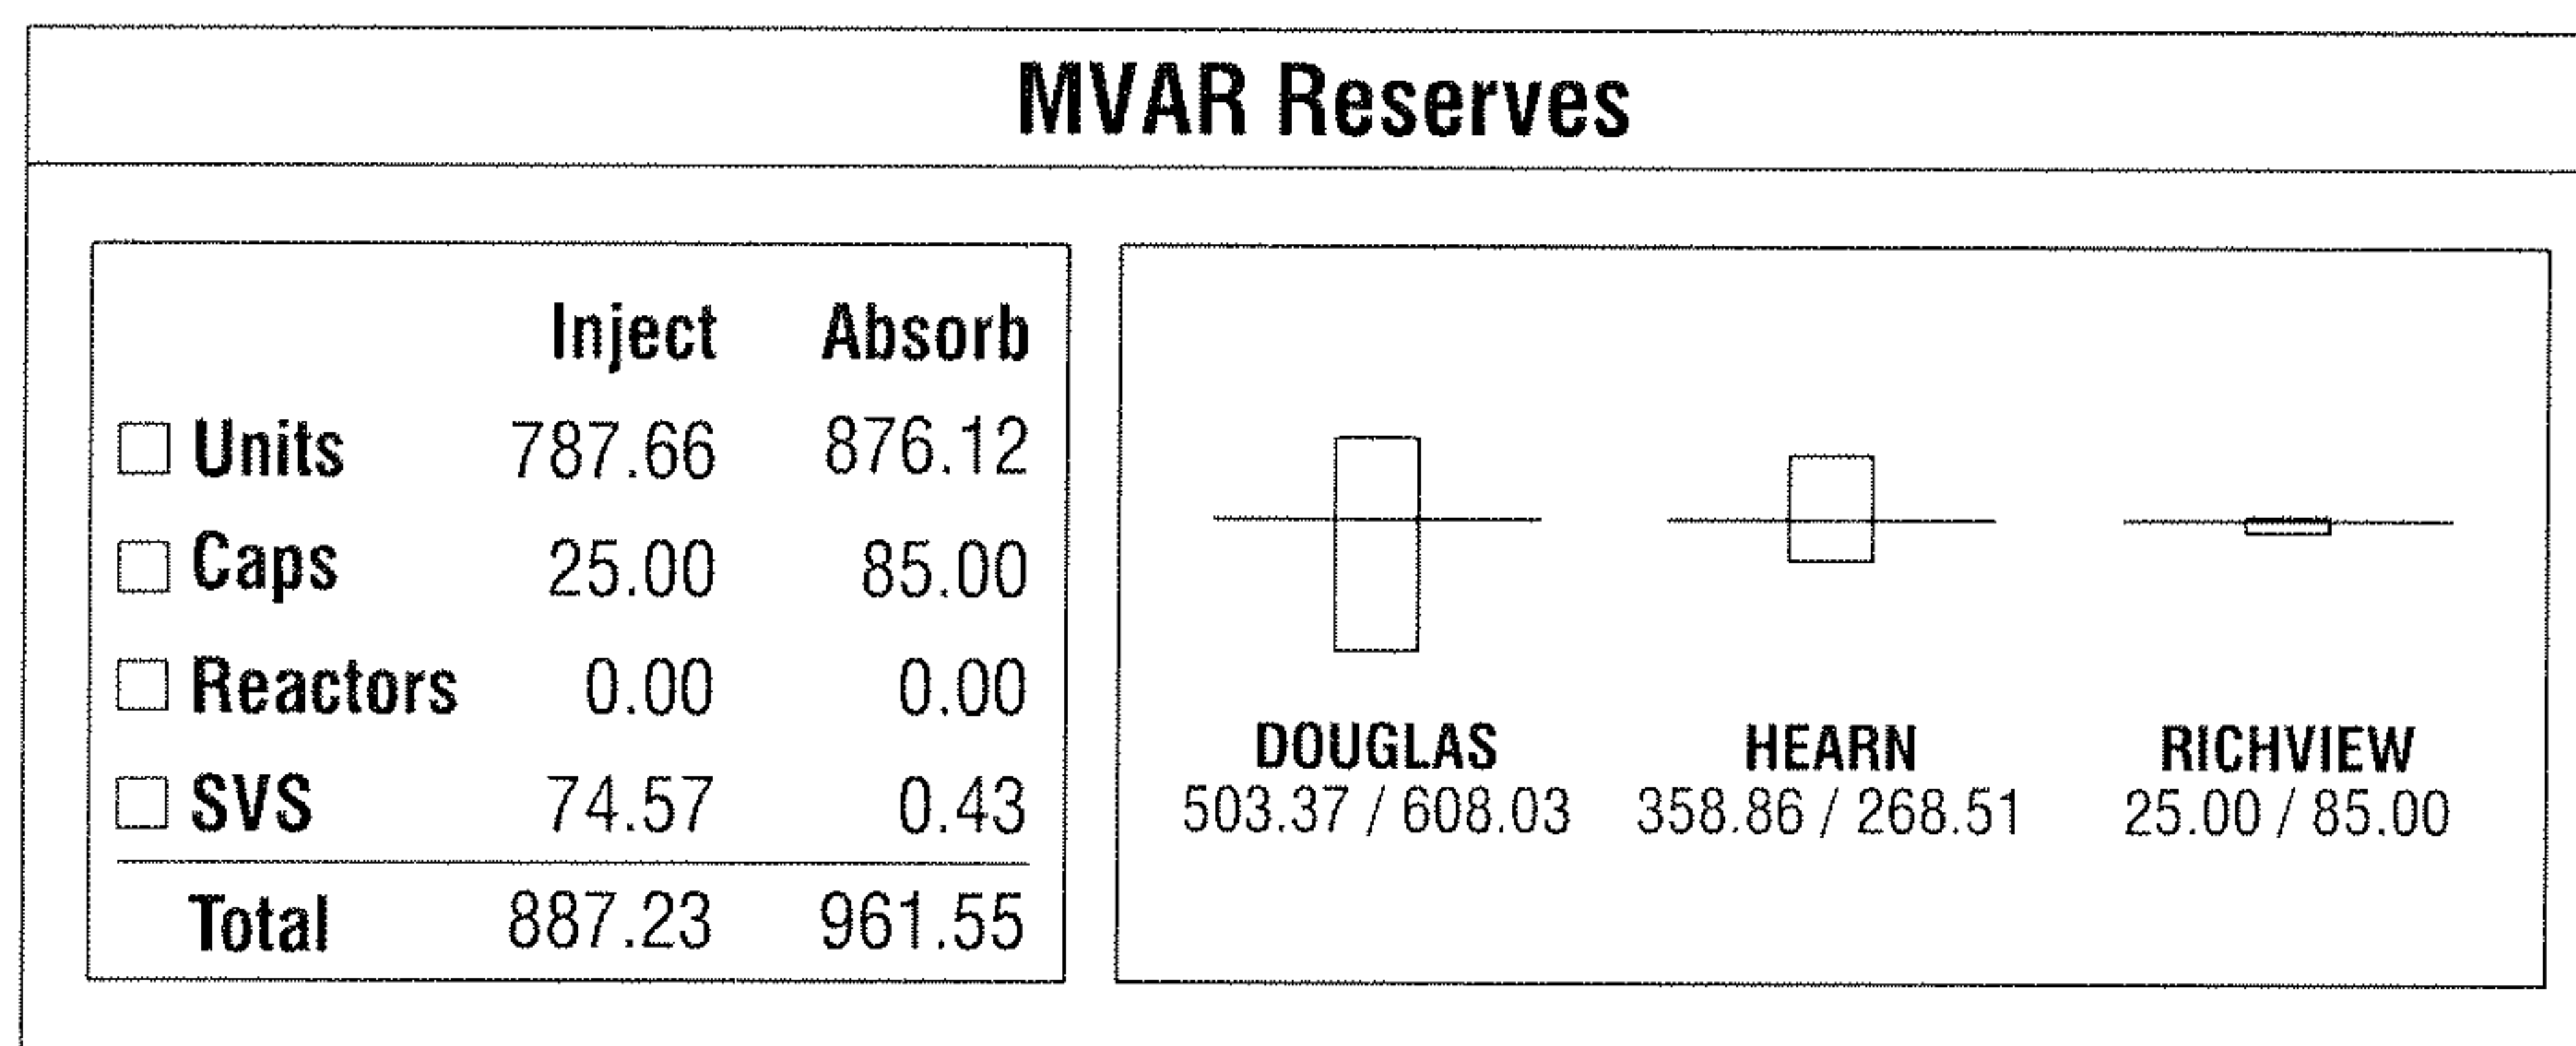 MVAR Reserves
Inject Absorb
Units 787.66 876.12
Caps 25.00 85.00
Reactors 0.00 0.00
SVS 74.57 0.43
Total 887.23 961.55
DOUGLAS HEARN RICHVIEW
503.37 / 608.03 358.86 / 268.51 25.00 / 85.00